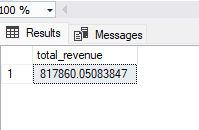 100 %
Results Messages
total_revenue
1 817860.05083847